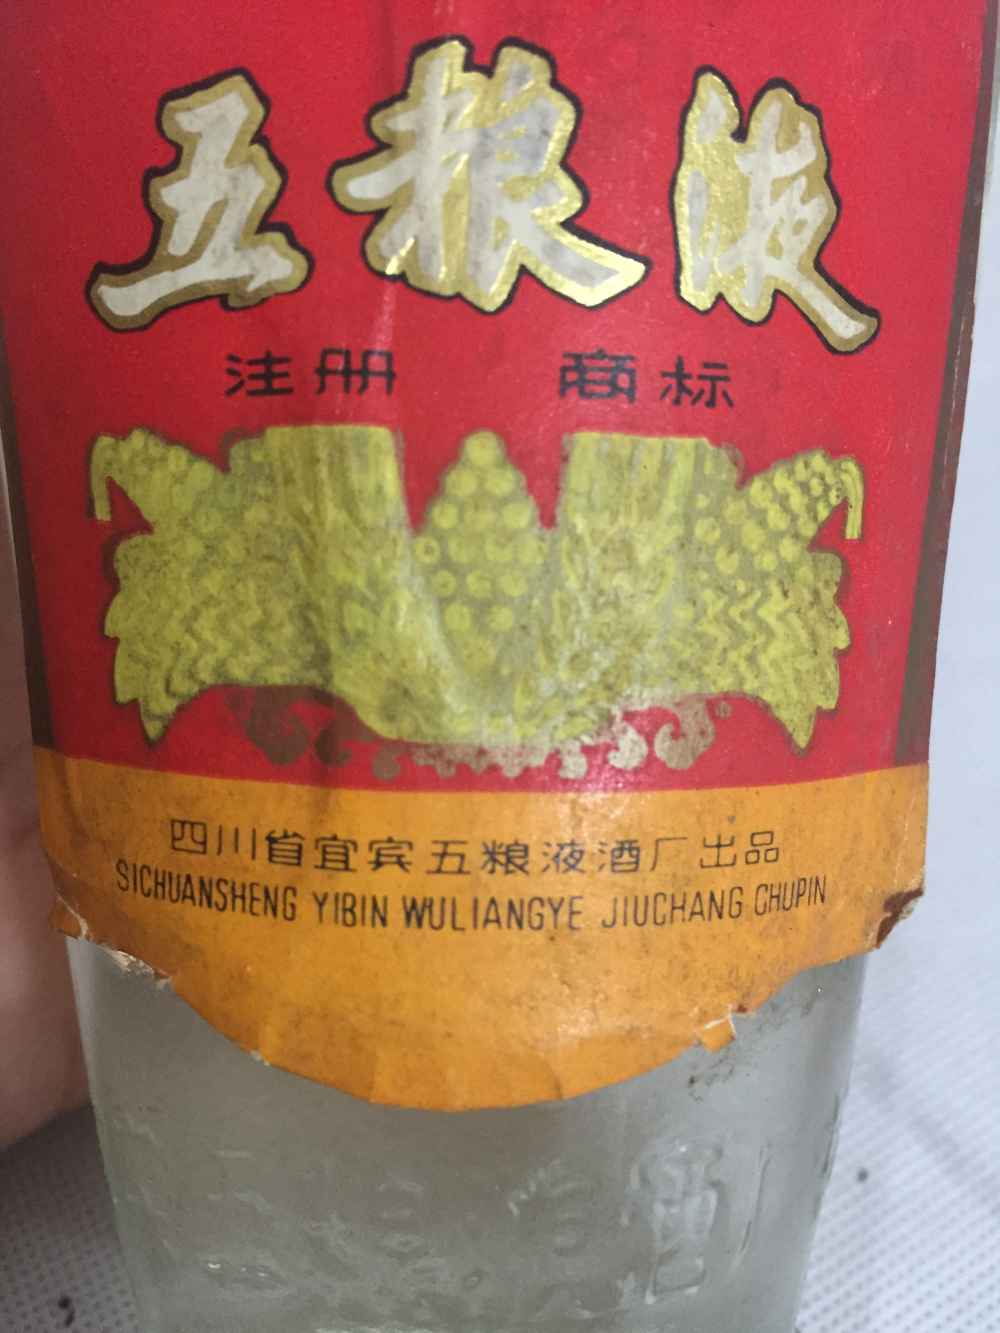 五粮液
注册 商标
四川省宜宾五粮液酒厂出品
SICHUANSHENG YIBIN WULIANGYE JIUCHANG CHUPIN